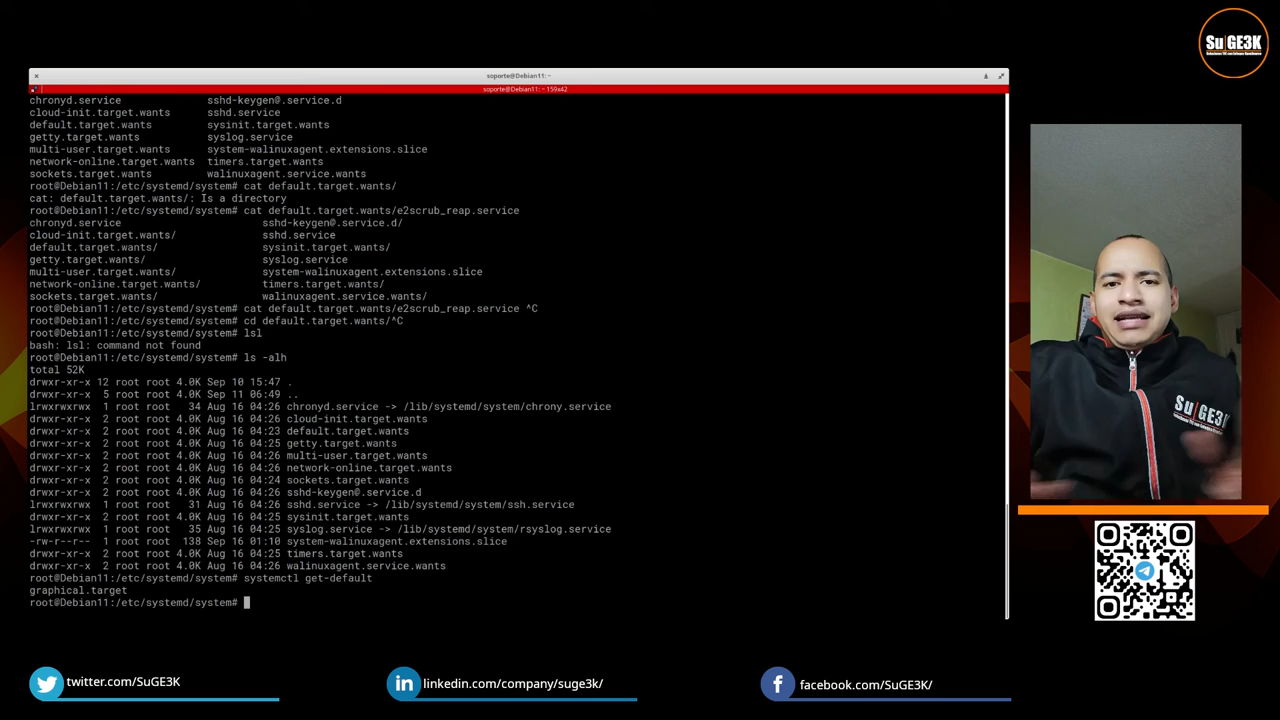 Su GE3K
soporte@Debian11: ~
soporte@Debian11: ~ 159x42
chronyd.service sshd-keygen@.service.d
cloud-init.target.wants sshd.service
default.target.wants sysinit.target.wants
getty.target.wants syslog.service
multi-user.target.wants system-walinuxagent.extensions.slice
network-online.target.wants timers.target.wants
sockets.target.wants walinuxagent.service.wants
root@Debian11:/etc/systemd/system# cat default.target.wants/
cat: default.target.wants/: Is a directory
root@Debian11:/etc/systemd/system# cat default.target.wants/e2scrub_reap.service
chronyd.service sshd-keygen@.service.d/
cloud-init.target.wants/ sshd.service
default.target.wants/ sysinit.target.wants/
getty.target.wants/ syslog.service
multi-user.target.wants/ system-walinuxagent.extensions.slice
network-online.target.wants/ timers.target.wants/
sockets.target.wants/ walinuxagent.service.wants/
root@Debian11:/etc/systemd/system# cat default.target.wants/e2scrub_reap.service ^C
root@Debian11:/etc/systemd/system# cd default.target.wants/^C
root@Debian11:/etc/systemd/system# lsl
bash: lsl: command not found
root@Debian11:/etc/systemd/system# ls -alh
total 52K
drwxr-xr-x 12 root root 4.0K Sep 10 15:47 .
drwxr-xr-x 5 root root 4.0K Sep 11 06:49 ..
lrwxrwxrwx 1 root root 34 Aug 16 04:26 chronyd.service -> /lib/systemd/system/chrony.service
drwxr-xr-x 2 root root 4.0K Aug 16 04:26 cloud-init.target.wants
drwxr-xr-x 2 root root 4.0K Aug 16 04:23 default.target.wants
drwxr-xr-x 2 root root 4.0K Aug 16 04:25 getty.target.wants
drwxr-xr-x 2 root root 4.0K Aug 16 04:26 multi-user.target.wants
drwxr-xr-x 2 root root 4.0K Aug 16 04:26 network-online.target.wants
drwxr-xr-x 2 root root 4.0K Aug 16 04:24 sockets.target.wants
drwxr-xr-x 2 root root 4.0K Aug 16 04:26 sshd-keygen@.service.d
lrwxrwxrwx 1 root root 31 Aug 16 04:26 sshd.service -> /lib/systemd/system/ssh.service
drwxr-xr-x 2 root root 4.0K Aug 16 04:25 sysinit.target.wants
lrwxrwxrwx 1 root root 35 Aug 16 04:25 syslog.service -> /lib/systemd/system/rsyslog.service
-rw-r--r-- 1 root root 138 Sep 16 01:10 system-walinuxagent.extensions.slice
drwxr-xr-x 2 root root 4.0K Aug 16 04:25 timers.target.wants
drwxr-xr-x 2 root root 4.0K Aug 16 04:26 walinuxagent.service.wants
root@Debian11:/etc/systemd/system# systemctl get-default
graphical.target
root@Debian11:/etc/systemd/system#
Su GE3K
twitter.com/SuGE3K
linkedin.com/company/suge3k/
facebook.com/SuGE3K/